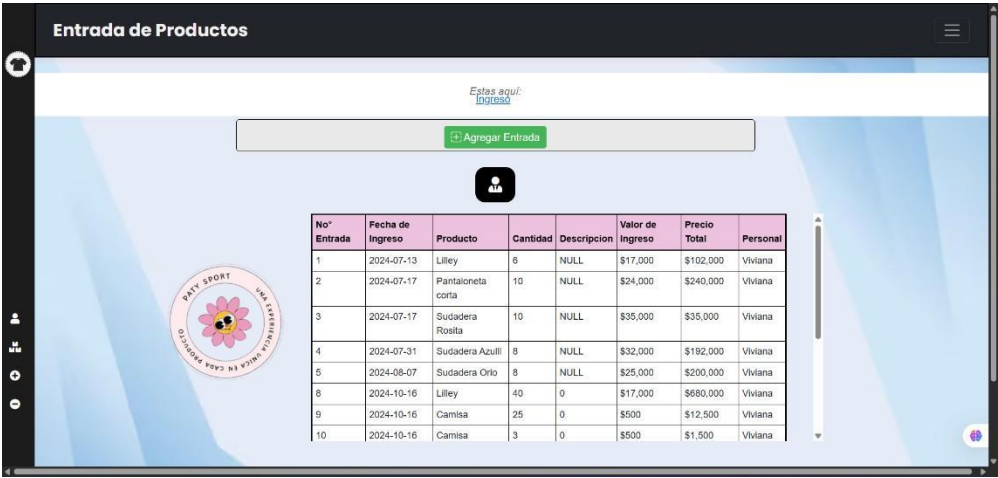 Entrada de Productos
Estas aquí:
Ingreso
Agregar Entrada
No° Entrada Fecha de Ingreso Producto Cantidad Descripcion Valor de Ingreso Precio Total Personal
1 2024-07-13 Lilley 6 NULL $17,000 $102,000 Viviana
2 2024-07-17 Pantaloneta corta 10 NULL $24,000 $240,000 Viviana
3 2024-07-17 Sudadera Rosita 10 NULL $35,000 $35,000 Viviana
4 2024-07-31 Sudadera Azulll 8 NULL $32,000 $192,000 Viviana
5 2024-08-07 Sudadera Orio 8 NULL $25,000 $200,000 Viviana
8 2024-10-16 Lilley 40 0 $17,000 $680,000 Viviana
9 2024-10-16 Camisa 25 0 $500 $12,500 Viviana
10 2024-10-16 Camisa 3 0 $500 $1,500 Viviana
PATY SPORT
UNA EXPERIENCIA UNICA EN CADA PRODUCTO